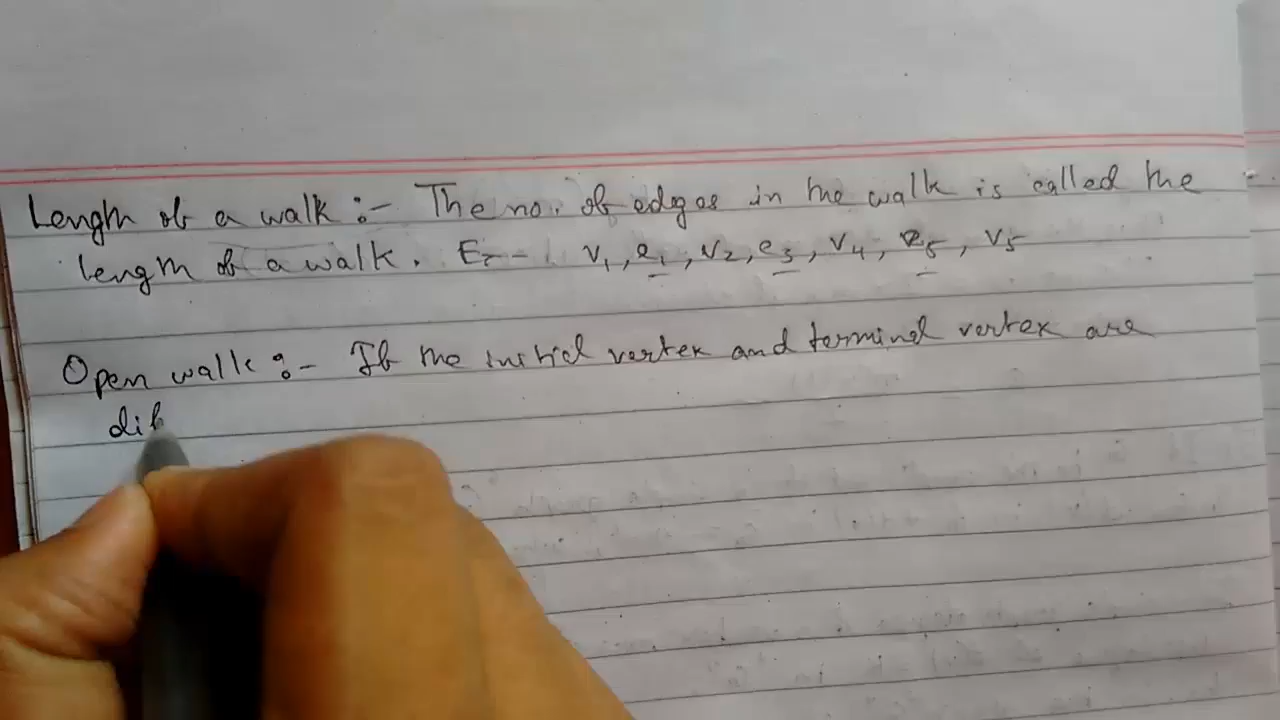 Length of a walk :- The no. of edges in the walk is called the
length of a walk. Ex- v1, e1, v2, e3, v4, e5, v5
Open walk :- If the initial vertex and terminal vertex are
dif